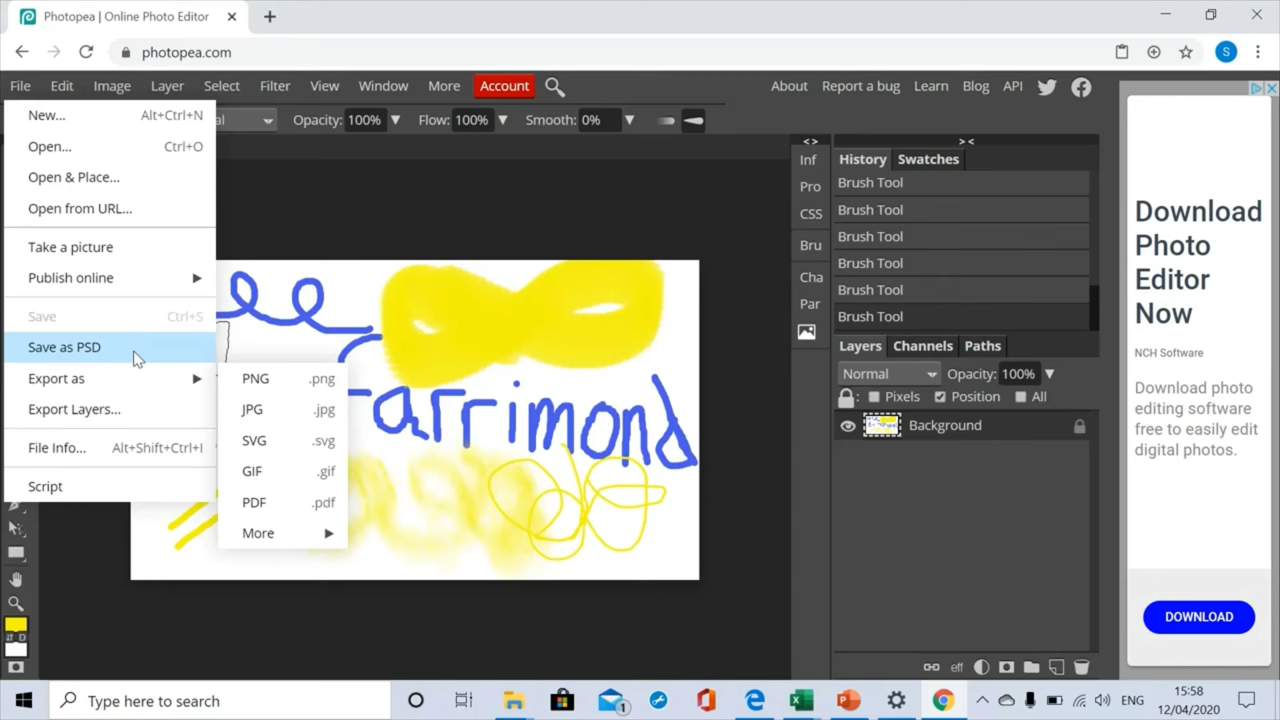 Photopea | Online Photo Editor
photopea.com
S
File Edit Image Layer Select Filter View Window More Account
About Report a bug Learn Blog API
Opacity: 100% Flow: 100% Smooth: 0%
New... Alt+Ctrl+N
Open... Ctrl+O
Open & Place...
Open from URL...
Take a picture
Publish online
Save Ctrl+S
Save as PSD
Export as
Export Layers...
File Info... Alt+Shift+Ctrl+I
Script
PNG .png
JPG .jpg
SVG .svg
GIF .gif
PDF .pdf
More
arrimond
<>
Inf
Pro
CSS
Bru
Cha
Par
> <
History Swatches
Brush Tool
Brush Tool
Brush Tool
Brush Tool
Brush Tool
Brush Tool
Layers Channels Paths
Normal Opacity: 100%
Pixels Position All
Background
eff
D
Download
Photo
Editor
Now
NCH Software
Download photo
editing software
free to easily edit
digital photos.
DOWNLOAD
Type here to search
1
ENG
15:58
12/04/2020